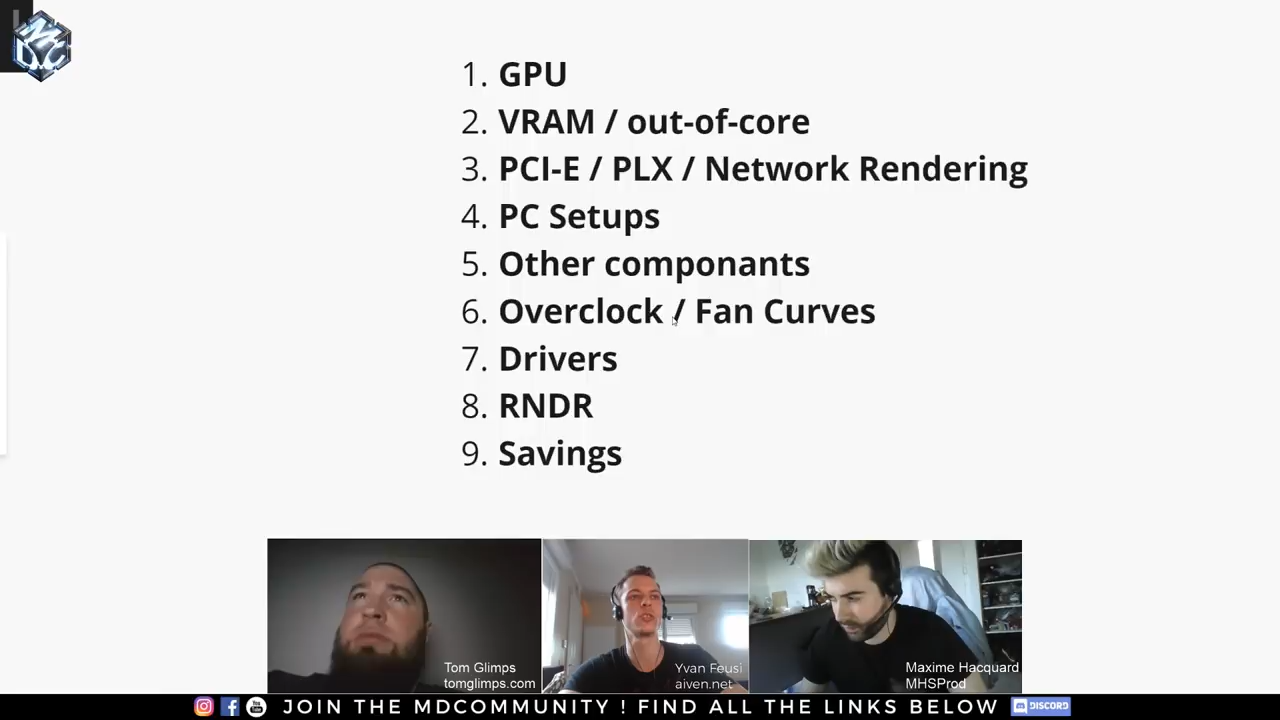 1. GPU
2. VRAM / out-of-core
3. PCI-E / PLX / Network Rendering
4. PC Setups
5. Other componants
6. Overclock / Fan Curves
7. Drivers
8. RNDR
9. Savings
Tom Glimps
tomglimps.com
Yvan Feusi
aiven.net
Maxime Hacquard
MHSProd
JOIN THE MDCOMMUNITY ! FIND ALL THE LINKS BELOW
DISCORD